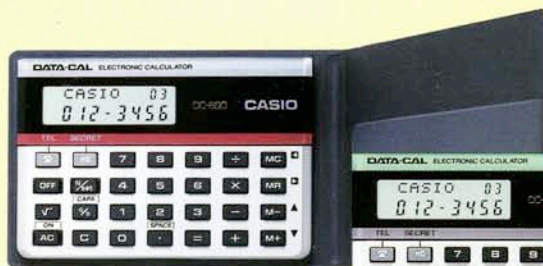 DATA-CAL ELECTRONIC CALCULATOR
CASIO 03
012-3456
DC-600 CASIO
TEL SECRET
7 8 9 ÷ MC
OFF 4 5 6 × MR
CAPA
√ % 1 2 3 − M−
ON SPACE
AC C 0 · = + M+
DATA-CAL ELECTRONIC CALCULATOR
CASIO 03
012-3456
TEL SECRET
7 8 9